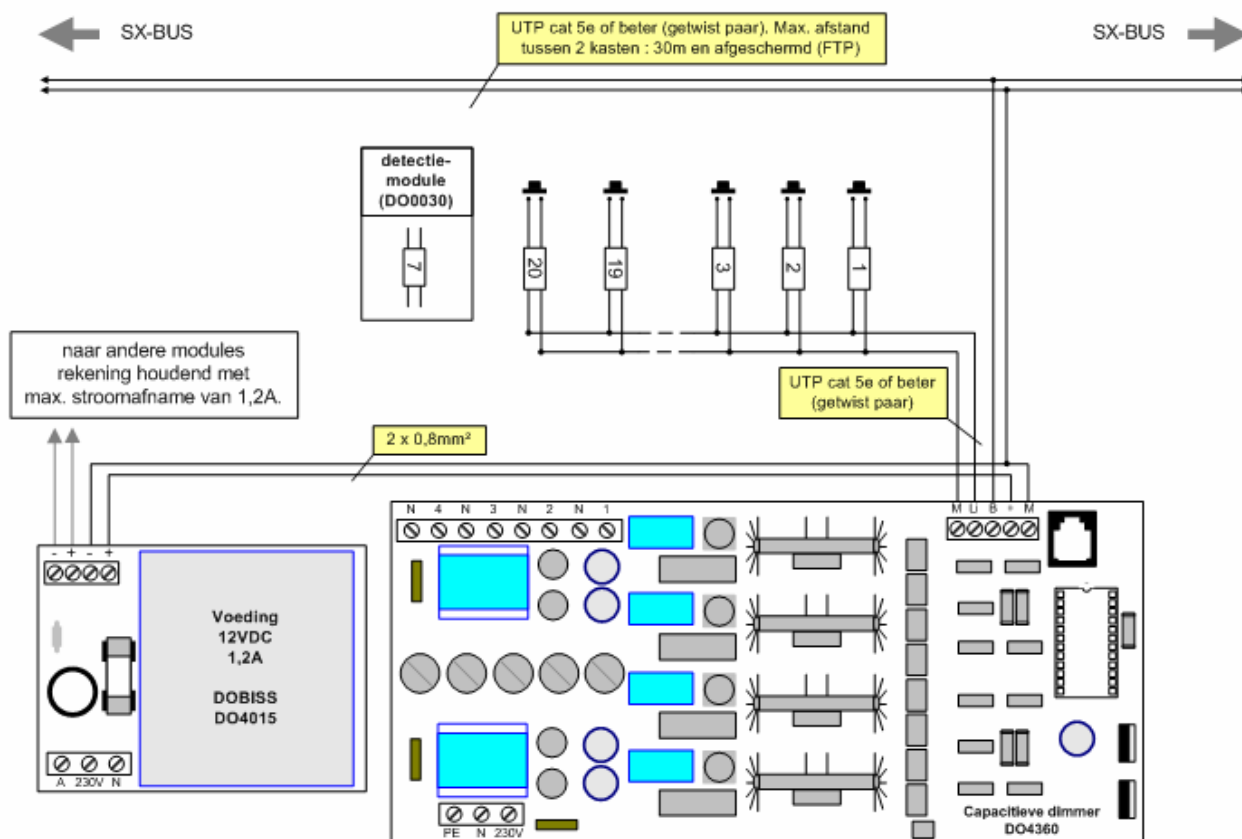 SX-BUS
UTP cat 5e of beter (getwist paar). Max. afstand
tussen 2 kasten : 30m en afgeschermd (FTP)
SX-BUS
detectie-
module
(DO0030)
7
20
19
3
2
1
naar andere modules
rekening houdend met
max. stroomafname van 1,2A.
UTP cat 5e of beter
(getwist paar)
2 x 0,8mm²
N 4 N 3 N 2 N 1
M Li B + M
- + - +
Voeding
12VDC
1,2A
DOBISS
DO4015
A 230V N
PE N 230V
Capacitieve dimmer
DO4360